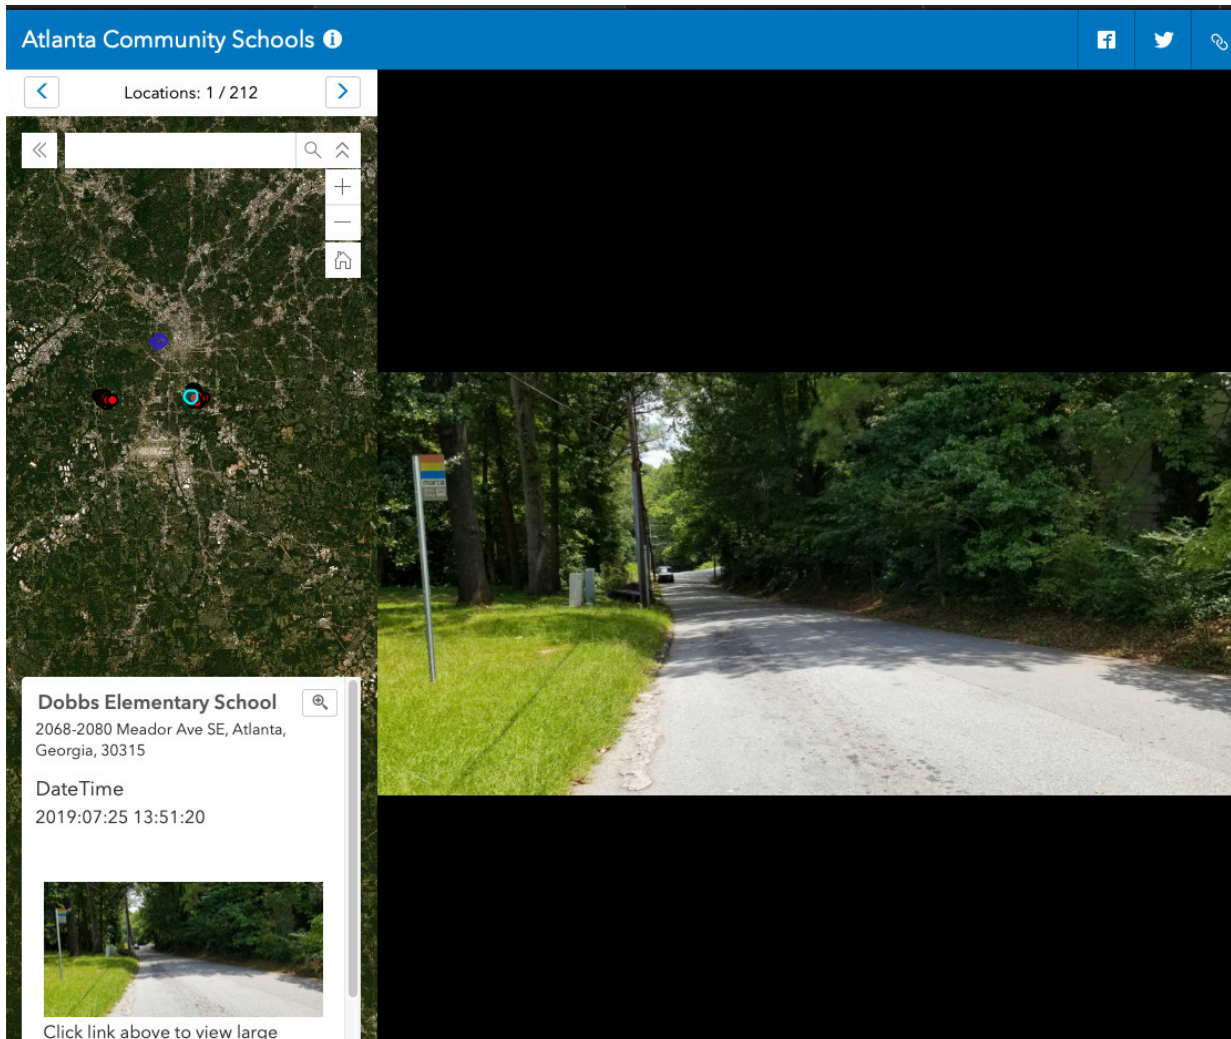 Atlanta Community Schools
Locations: 1 / 212
marta
Dobbs Elementary School
2068-2080 Meador Ave SE, Atlanta,
Georgia, 30315
DateTime
2019:07:25 13:51:20
Click link above to view large